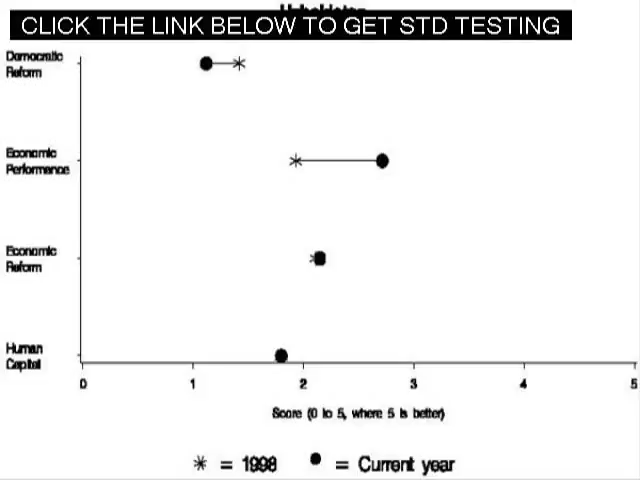 CLICK THE LINK BELOW TO GET STD TESTING
Democratic
Reform
Economic
Performance
Economic
Reform
Human
Capital
0 1 2 3 4 5
Score (0 to 5, where 5 is better)
* = 1998 ● = Current year